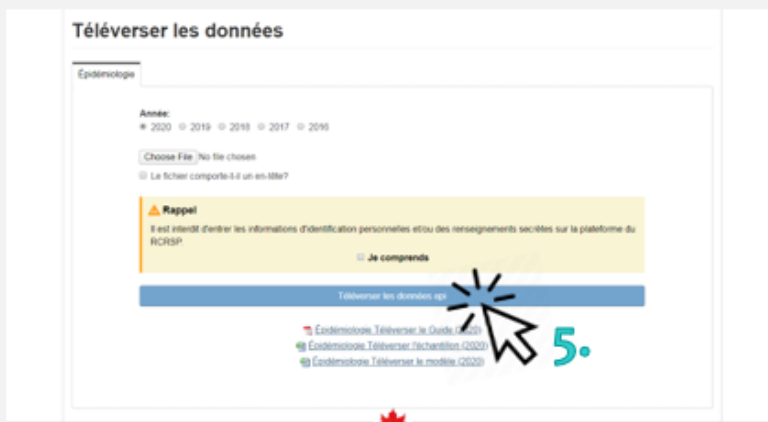 Téléverser les données
Épidémiologie
Année:
2020 2019 2018 2017 2016
Choose File No file chosen
Le fichier comporte-t-il un en-tête?
Rappel
Il est interdit d'entrer les informations d'identification personnelles et/ou des renseignements secrètes sur la plateforme du
RCRSP.
Je comprends
Téléverser les données api
Épidémiologie Téléverser le Guide (2020)
Épidémiologie Téléverser l'échantillon (2020)
Épidémiologie Téléverser le modèle (2020)
5.